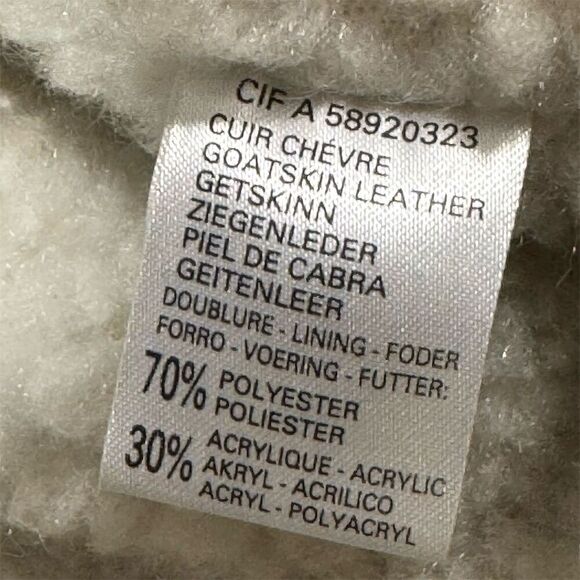 CIF A 58920323
CUIR CHÉVRE
GOATSKIN LEATHER
GETSKINN
ZIEGENLEDER
PIEL DE CABRA
GEITENLEER
DOUBLURE - LINING - FODER
FORRO - VOERING - FUTTER:
70% POLYESTER
POLIESTER
30% ACRYLIQUE - ACRYLIC
AKRYL - ACRILICO
ACRYL - POLYACRYL